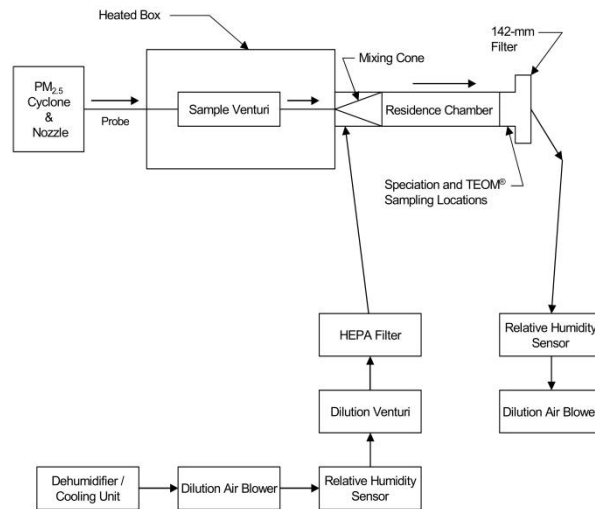 Heated Box
142-mm
Filter
Mixing Cone
PM2.5
Cyclone
&
Nozzle
Probe
Sample Venturi
Residence Chamber
Speciation and TEOM®
Sampling Locations
HEPA Filter
Relative Humidity
Sensor
Dilution Venturi
Dilution Air Blower
Dehumidifier /
Cooling Unit
Dilution Air Blower
Relative Humidity
Sensor